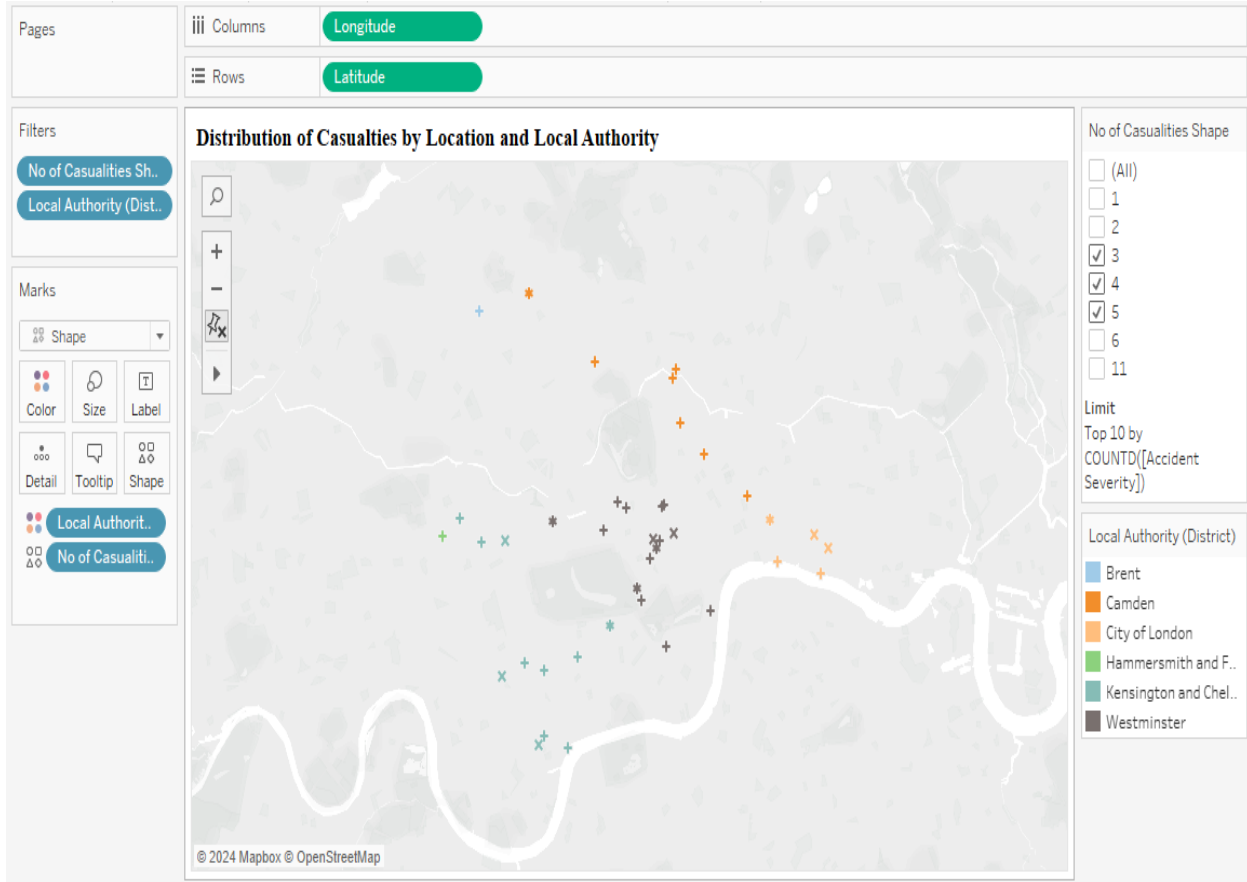 Pages
Columns
Longitude
Rows
Latitude
Filters
No of Casualities Sh..
Local Authority (Dist..
Marks
Shape
Color
Size
Label
Detail
Tooltip
Shape
Local Authorit..
No of Casualiti..
Distribution of Casualties by Location and Local Authority
© 2024 Mapbox © OpenStreetMap
No of Casualities Shape
(All)
1
2
3
4
5
6
11
Limit
Top 10 by
COUNTD([Accident
Severity])
Local Authority (District)
Brent
Camden
City of London
Hammersmith and F..
Kensington and Chel..
Westminster